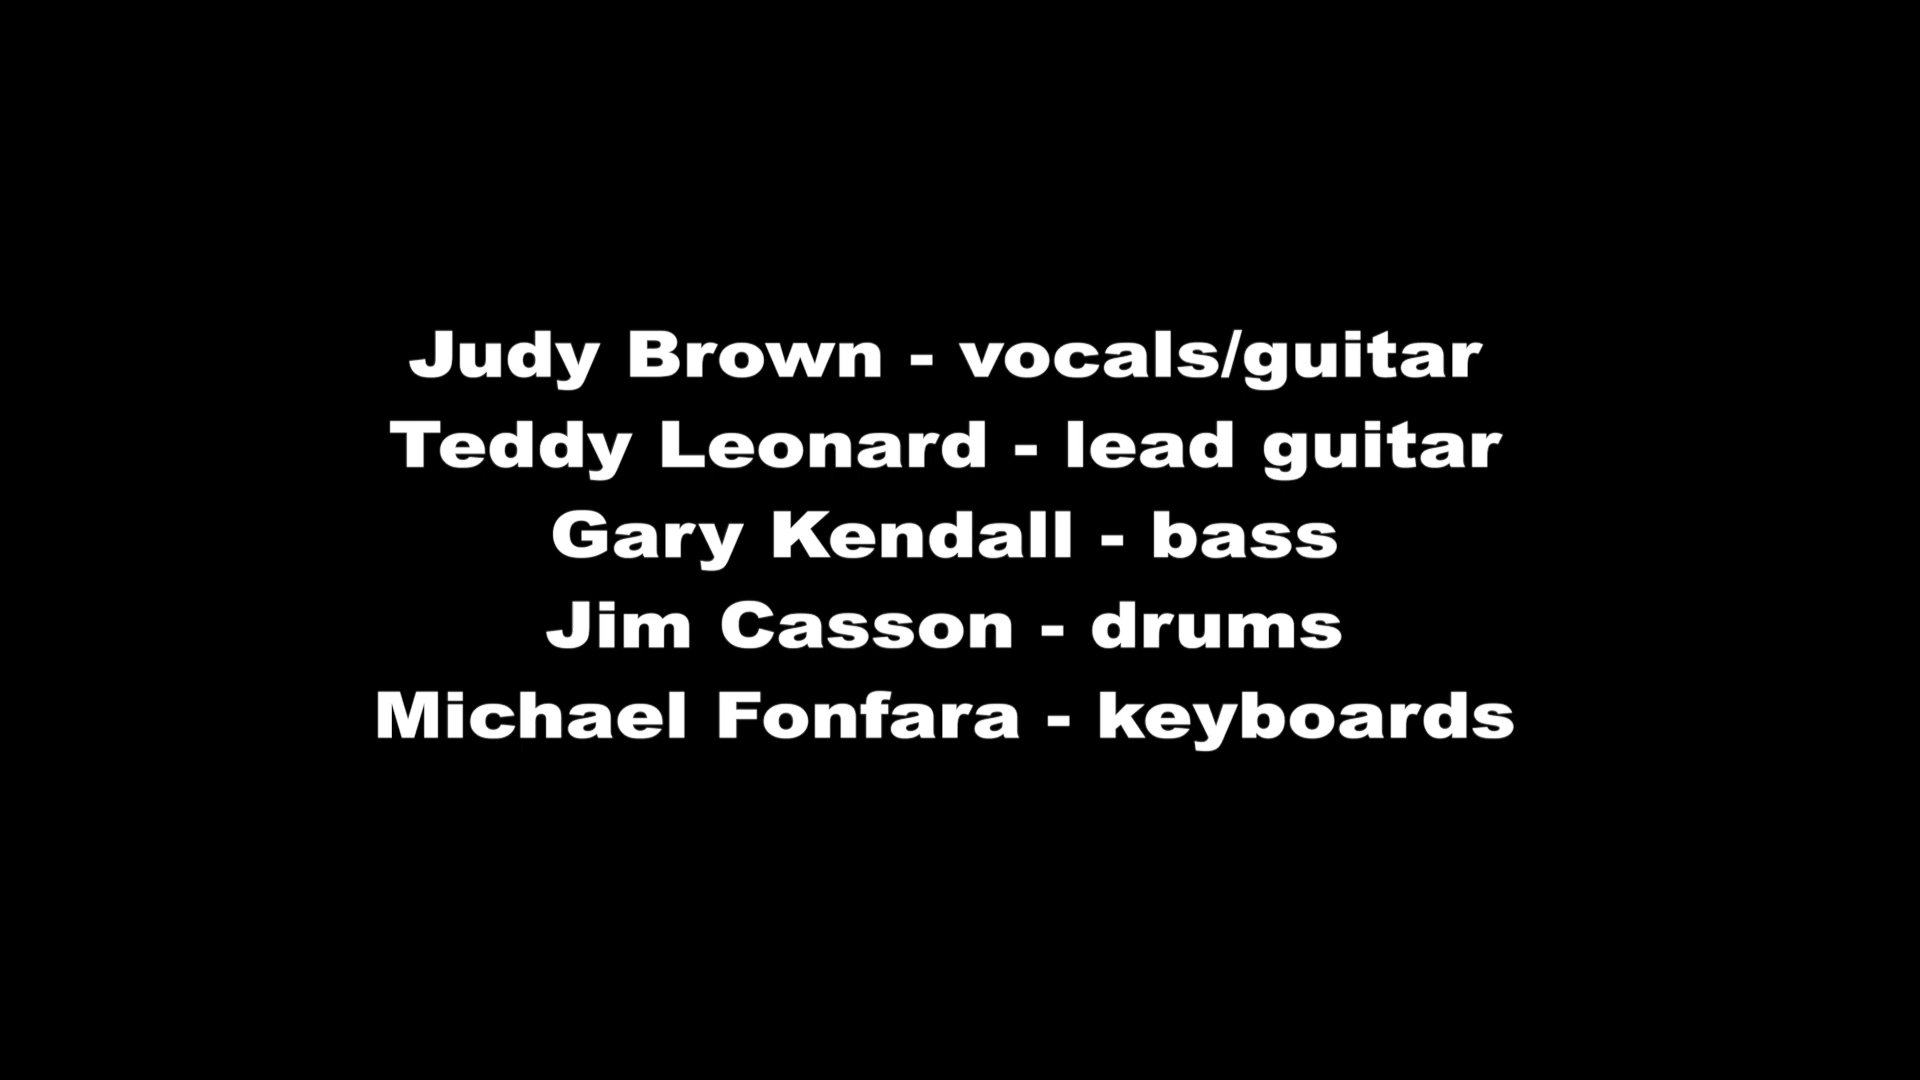 Judy Brown - vocals/guitar
Teddy Leonard - lead guitar
Gary Kendall - bass
Jim Casson - drums
Michael Fonfara - keyboards